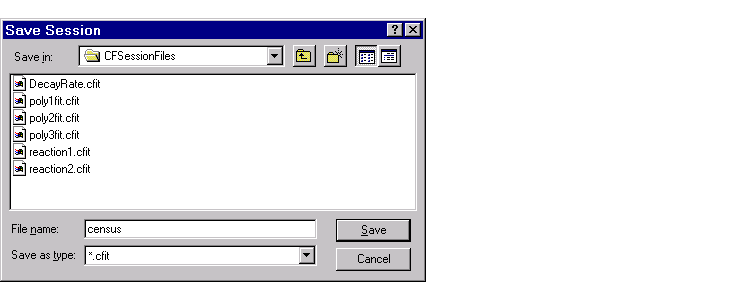 Save Session
Save in: CFSessionFiles
DecayRate.cfit
poly1fit.cfit
poly2fit.cfit
poly3fit.cfit
reaction1.cfit
reaction2.cfit
File name: census Save
Save as type: *.cfit Cancel